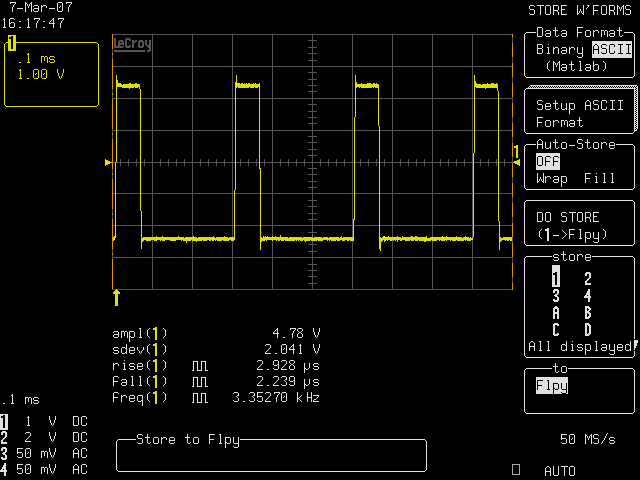 7-Mar-07
16:17:47
1
.1 ms
1.00 V
LeCroy
1
ampl(1) 4.78 V
sdev(1) 2.041 V
rise(1) 2.928 µs
fall(1) 2.239 µs
freq(1) 3.35270 kHz
.1 ms
1 1 V DC
2 2 V DC
3 50 mV AC
4 50 mV AC
Store to Flpy
STORE W'FORMS
Data Format
Binary ASCII
(Matlab)
Setup ASCII
Format
Auto-Store
Off
Wrap Fill
DO STORE
(1->Flpy)
store
1 2
3 4
A B
C D
All displayed
to
Flpy
50 MS/s
AUTO